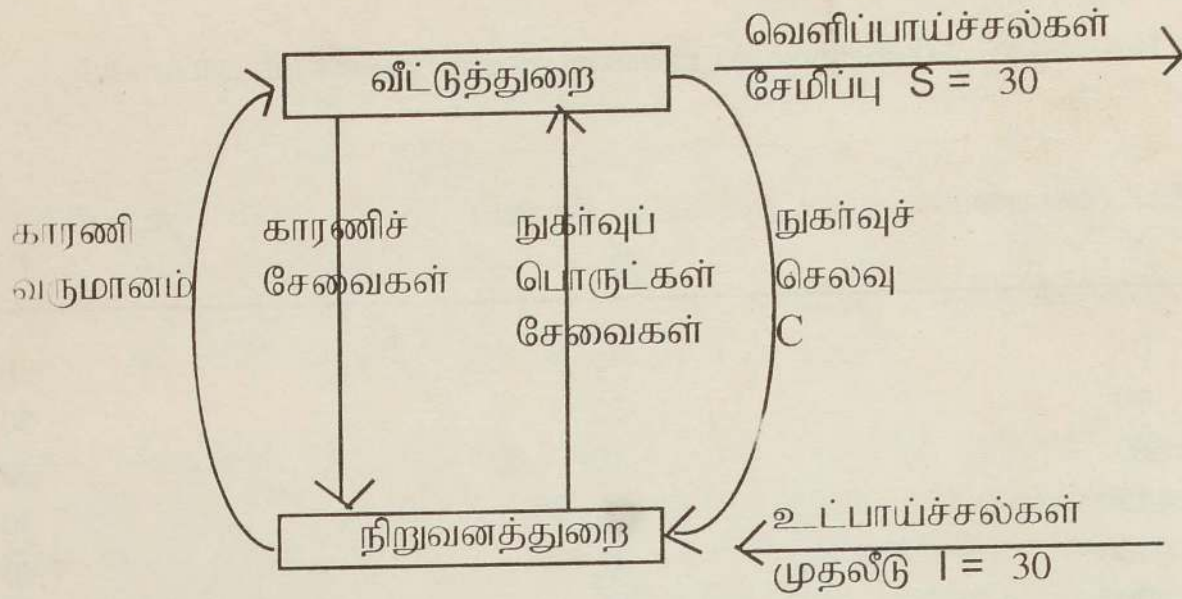 வெளிப்பாய்ச்சல்கள்
வீட்டுத்துறை
சேமிப்பு S = 30
காரணி
வருமானம்
காரணிச்
சேவைகள்
நுகர்வுப்
பொருட்கள்
சேவைகள்
நுகர்வுச்
செலவு
C
உட்பாய்ச்சல்கள்
நிறுவனத்துறை
முதலீடு I = 30